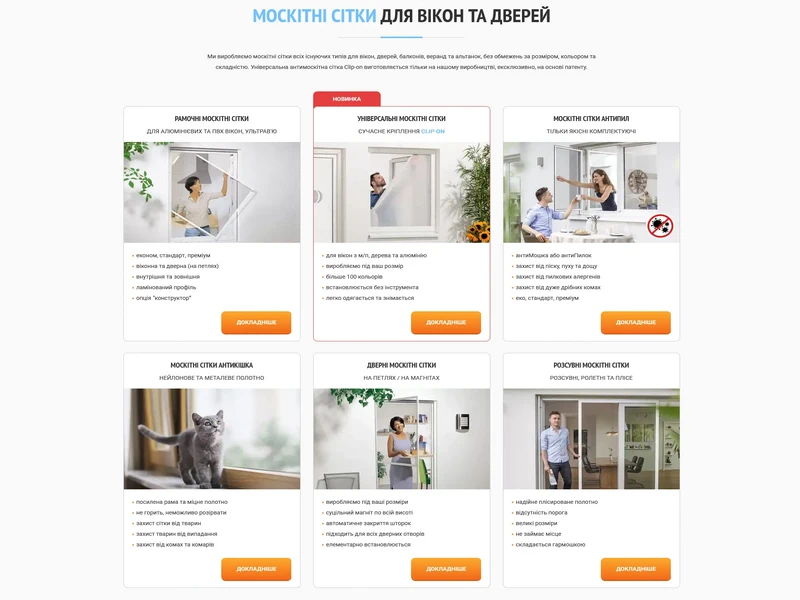 МОСКІТНІ СІТКИ ДЛЯ ВІКОН ТА ДВЕРЕЙ
Ми виробляємо москітні сітки всіх існуючих типів для вікон, дверей, балконів, веранд та альтанок, без обмежень за розміром, кольором та
складністю. Універсальна антимоскітна сітка Clip-on виготовляється тільки на нашому виробництві, ексклюзивно, на основі патенту.
РАМОЧНІ МОСКІТНІ СІТКИ
ДЛЯ АЛЮМІНІЄВИХ ТА ПВХ ВІКОН, УЛЬТРАВ'Ю
економ, стандарт, преміум
віконна та дверна (на петлях)
внутрішня та зовнішня
ламінований профіль
опція "конструктор"
ДОКЛАДНІШЕ
НОВИНКА
УНІВЕРСАЛЬНІ МОСКІТНІ СІТКИ
СУЧАСНЕ КРІПЛЕННЯ CLIP ON
для вікон з м/п, дерева та алюмінію
виробляємо під ваш розмір
більше 100 кольорів
встановлюється без інструмента
легко одягається та знімається
ДОКЛАДНІШЕ
МОСКІТНІ СІТКИ АНТИПИЛ
ТІЛЬКИ ЯКІСНІ КОМПЛЕКТУЮЧІ
антиМошка або антиПилок
захист від піску, пуху та дощу
захист від пилкових алергенів
захист від дуже дрібних комах
еко, стандарт, преміум
ДОКЛАДНІШЕ
МОСКІТНІ СІТКИ АНТИКІШКА
НЕЙЛОНОВЕ ТА МЕТАЛЕВЕ ПОЛОТНО
посилена рама та міцне полотно
не горить, неможливо розірвати
захист сітки від тварин
захист тварин від випадання
захист від комах та комарів
ДОКЛАДНІШЕ
ДВЕРНІ МОСКІТНІ СІТКИ
НА ПЕТЛЯХ / НА МАГНІТАХ
виробляємо під ваші розміри
суцільний магніт по всій висоті
автоматичне закриття шторок
підходить для всіх дверних отворів
елементарно встановлюється
ДОКЛАДНІШЕ
РОЗСУВНІ МОСКІТНІ СІТКИ
РОЗСУВНІ, РОЛЕТНІ ТА ПЛІСЕ
надійне плісироване полотно
відсутність порога
великі розміри
не займає місце
складається гармошкою
ДОКЛАДНІШЕ